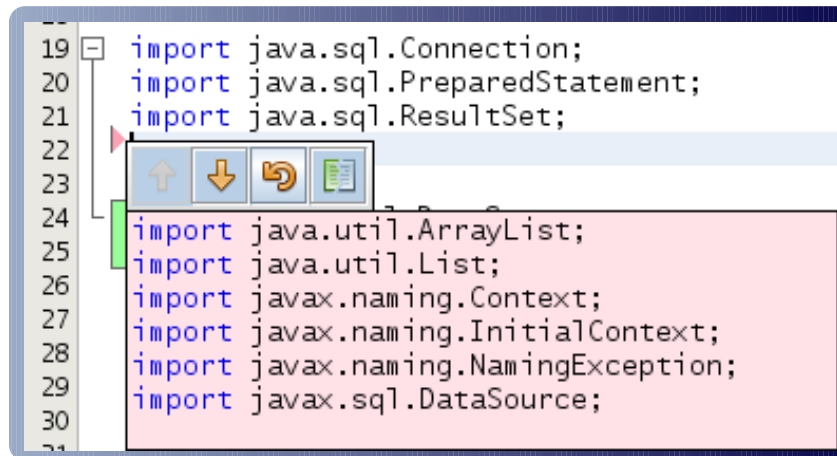 19 import java.sql.Connection;
20 import java.sql.PreparedStatement;
21 import java.sql.ResultSet;
22
23
24
25
26
27
28
29
30
import java.util.ArrayList;
import java.util.List;
import javax.naming.Context;
import javax.naming.InitialContext;
import javax.naming.NamingException;
import javax.sql.DataSource;